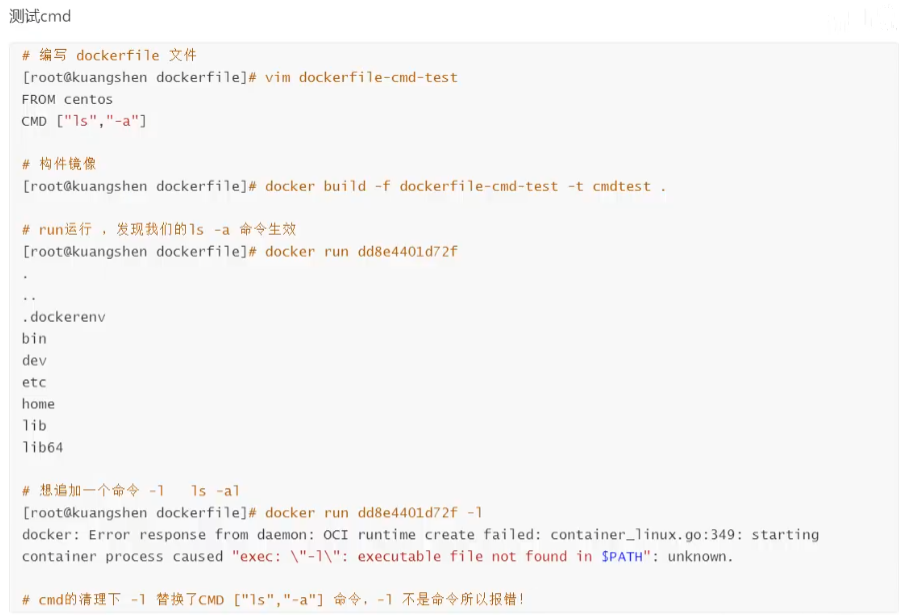 测试cmd
# 编写 dockerfile 文件
[root@kuangshen dockerfile]# vim dockerfile-cmd-test
FROM centos
CMD ["ls","-a"]
# 构件镜像
[root@kuangshen dockerfile]# docker build -f dockerfile-cmd-test -t cmdtest .
# run运行 ，发现我们的ls -a 命令生效
[root@kuangshen dockerfile]# docker run dd8e4401d72f
.
..
.dockerenv
bin
dev
etc
home
lib
lib64
# 想追加一个命令 -l   ls -al
[root@kuangshen dockerfile]# docker run dd8e4401d72f -l
docker: Error response from daemon: OCI runtime create failed: container_linux.go:349: starting
container process caused "exec: \"-l\": executable file not found in $PATH": unknown.
# cmd的清理下 -l 替换了CMD ["ls","-a"] 命令，-l 不是命令所以报错！